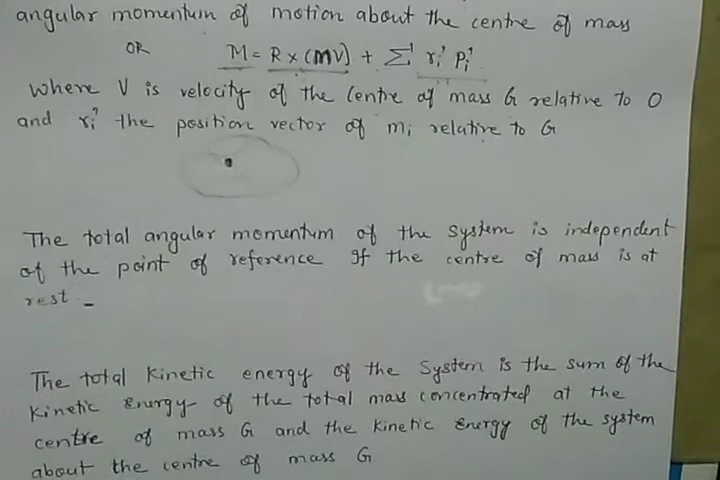 angular momentum of motion about the centre of mass
OR M = R × (MV) + Σ' ri' Pi'
where V is velocity of the Centre of mass G relative to O
and ri' the position vector of mi relative to G
The total angular momentum of the system is independent
of the point of reference If the centre of mass is at
rest -
The total Kinetic energy of the System is the sum of the
Kinetic Energy of the total mass concentrated at the
centre of mass G and the Kinetic Energy of the system
about the centre of mass G